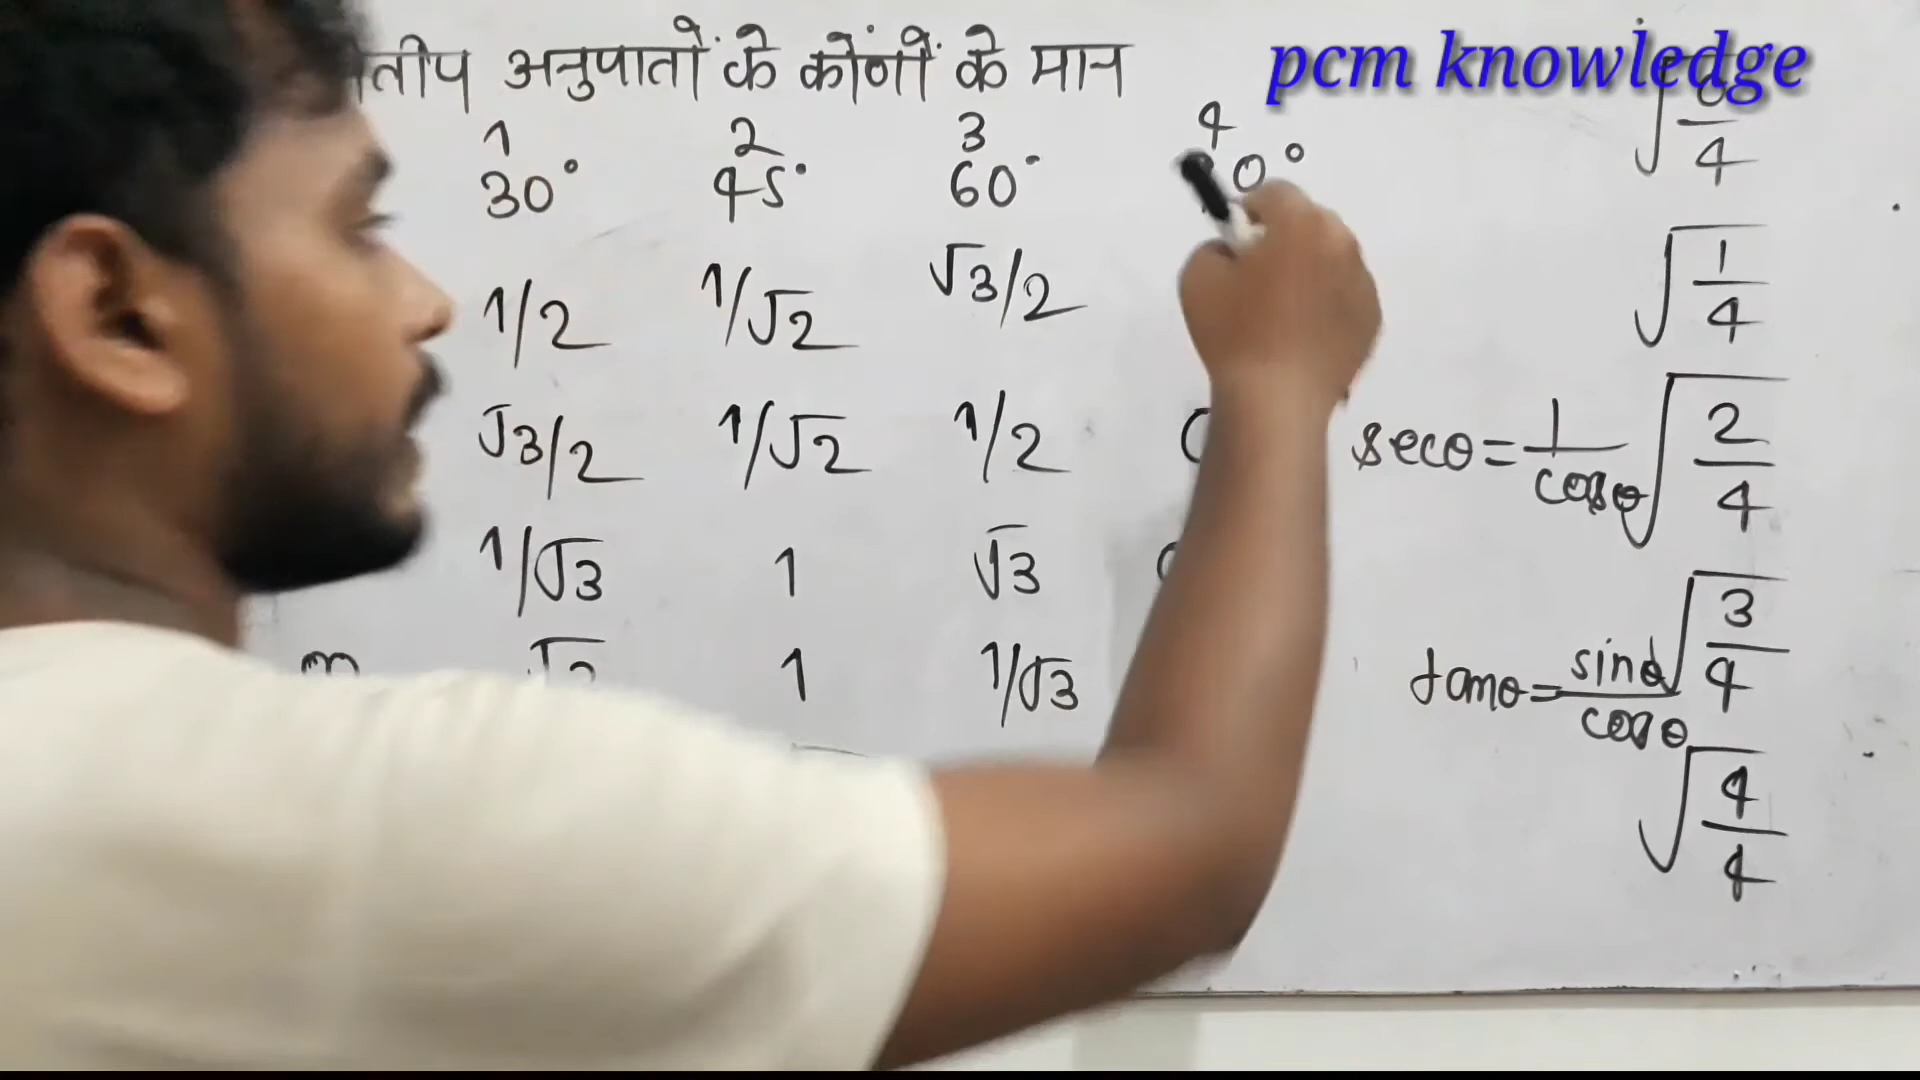 अनुपातों के कोणों के मान
pcm knowledge
1 2 3 4
30° 45° 60°
1/2 1/√2 √3/2
√3/2 1/√2 1/2
1/√3 1 √3
1 1/√3
√1/4
secθ = 1/cosθ √2/4
tanθ = sinθ/cosθ √3/4
√4/4